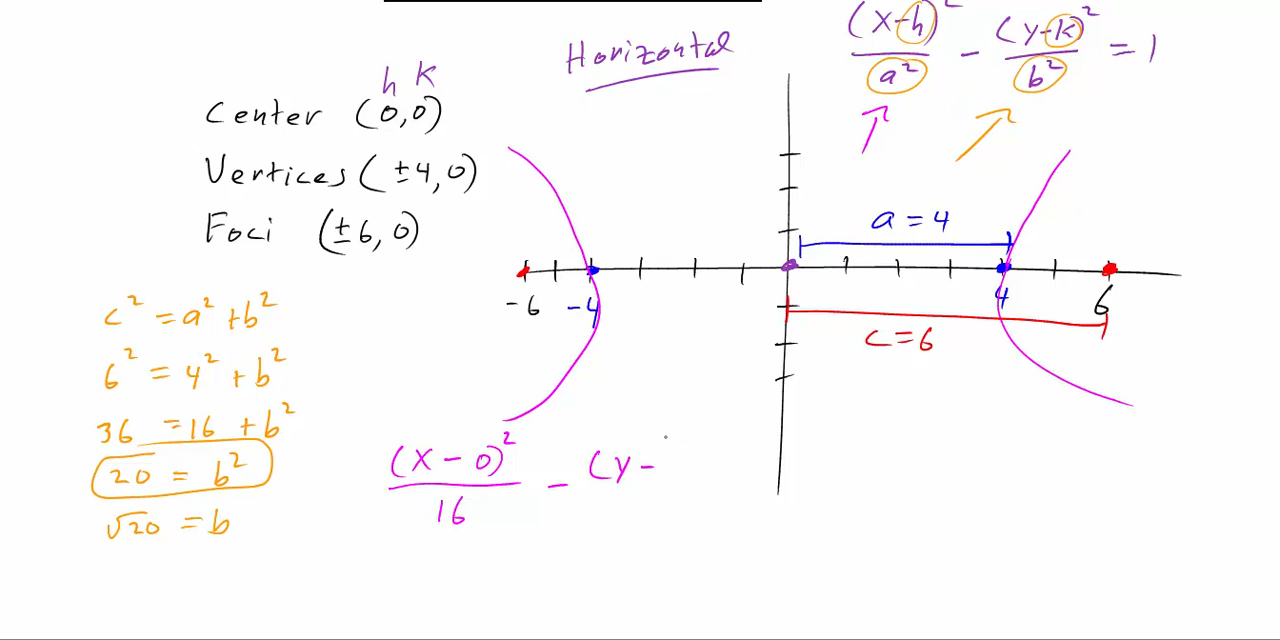 Horizontal
(x-h)²/a² - (y-k)²/b² = 1
h k
Center (0,0)
Vertices (±4,0)
Foci (±6,0)
a = 4
-6 -4 4 6
c = 6
c² = a² + b²
6² = 4² + b²
36 = 16 + b²
20 = b²
√20 = b
(x - 0)²/16 - (y -